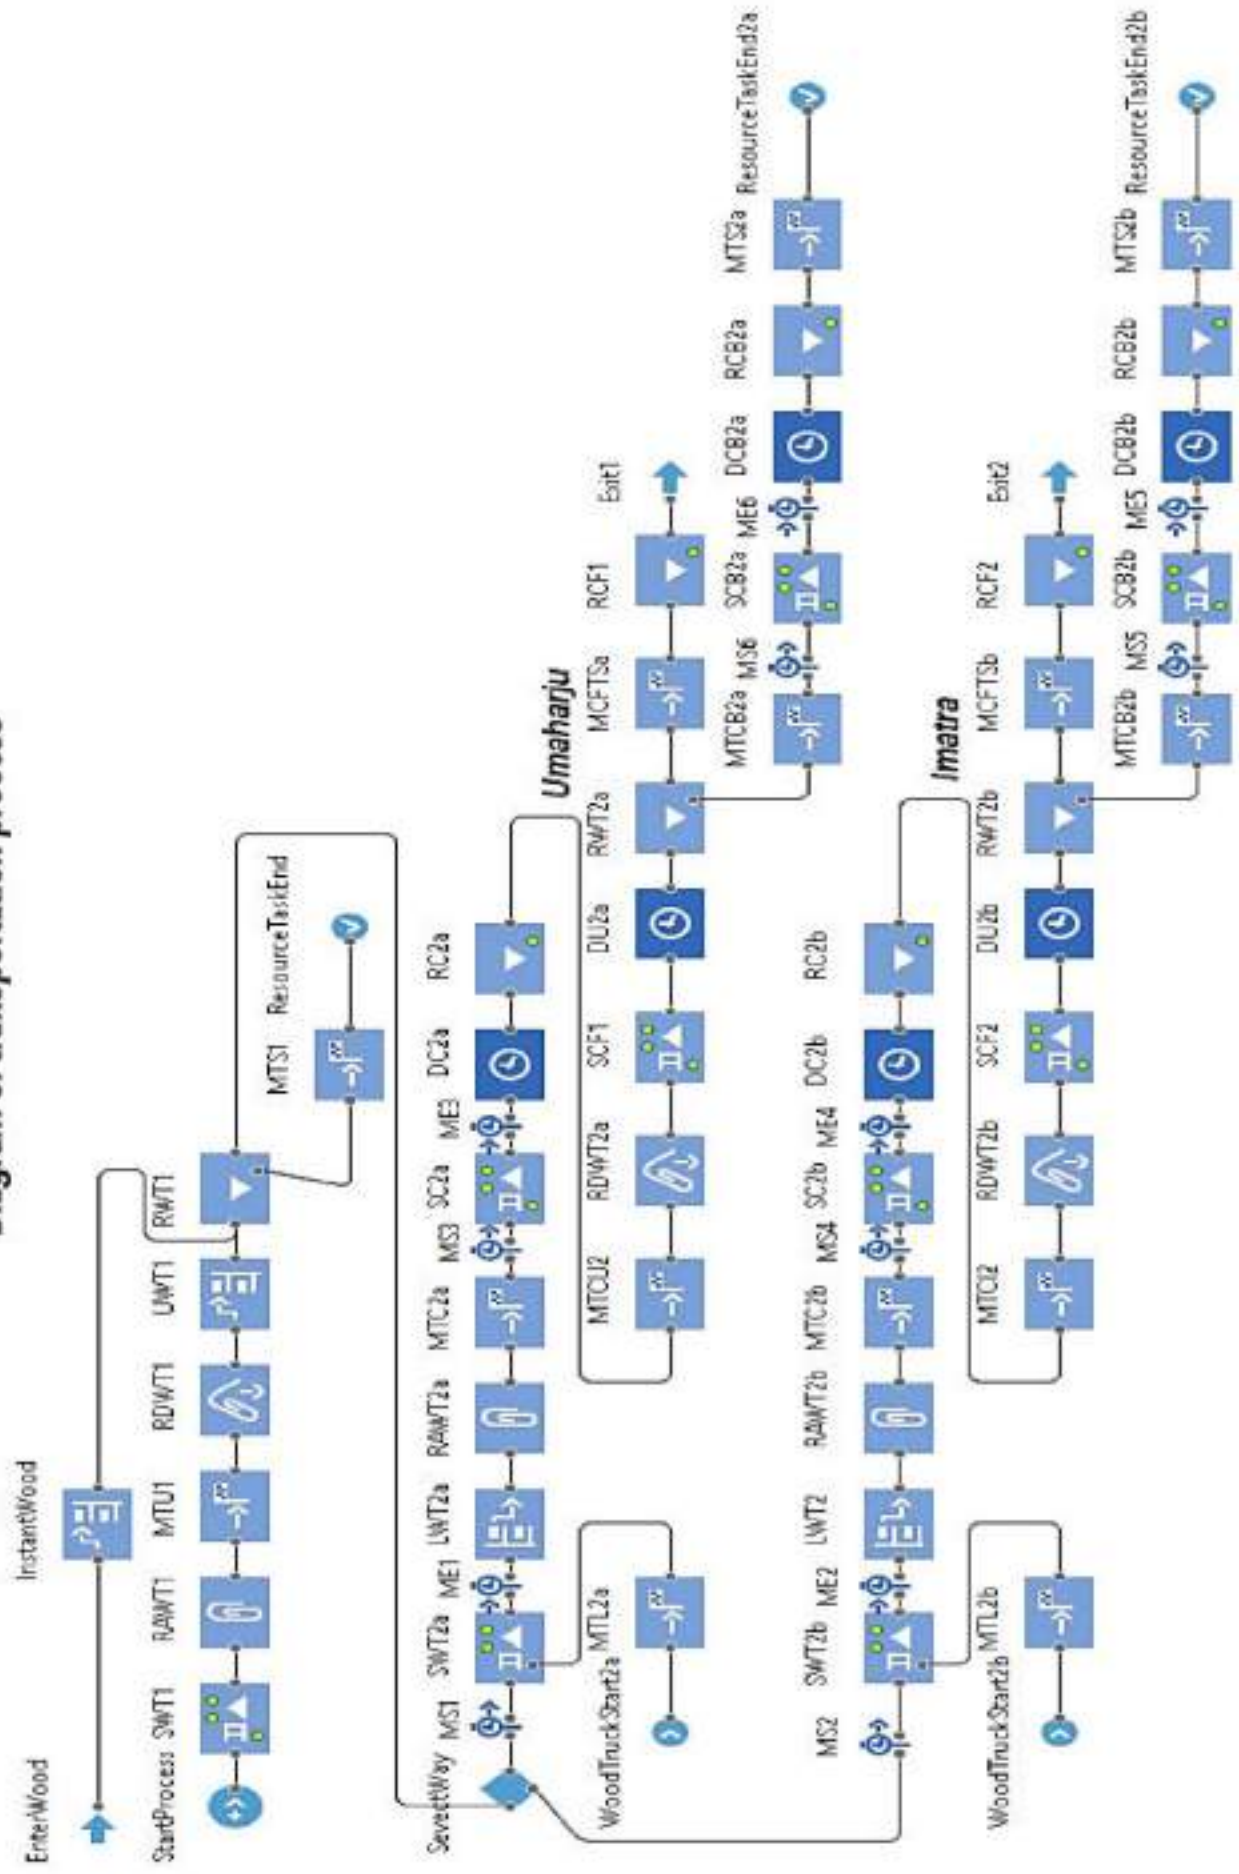 InstantWood
EnterWood
StartProcess SWT1 RAWT1 MTU1 RDWT1 UWT1 RWT1
MTS1 ResourceTaskEnd
SevectWay MS1 SWT2a ME1 LWT2a RAWT2a MTC2a MS3 SC2a ME3 DC2a RC2a
Umaharju
WoodTruckStart2a MTL2a MTCU2 RDWT2a SCF1 DU2a RWT2a MCFTSa RCF1 Exit1
MTCB2a MS6 SCB2a ME6 DCB2a RCB2a MTS2a ResourceTaskEnd2a
MS2 SWT2b ME2 LWT2 RAWT2b MTC2b MS4 SC2b ME4 DC2b RC2b
Imatra
WoodTruckStart2b MTL2b MTCI2 RDWT2b SCF2 DU2b RWT2b MCFTSb RCF2 Exit2
MTCB2b MS5 SCB2b ME5 DCB2b RCB2b MTS2b ResourceTaskEnd2b